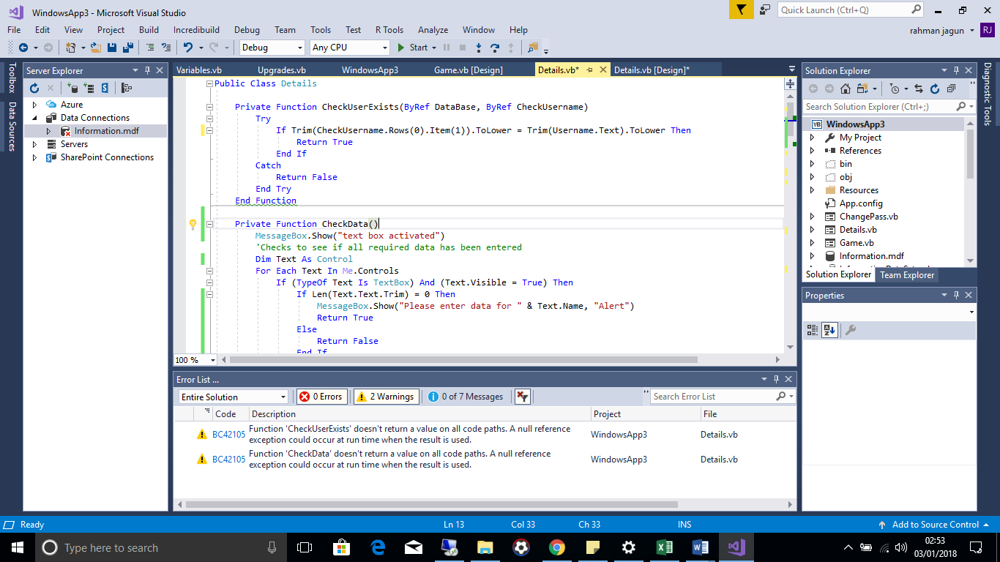 WindowsApp3 - Microsoft Visual Studio
Quick Launch (Ctrl+Q)
File Edit View Project Build Incredibuild Debug Team Tools Test R Tools Analyze Window Help
rahman jagun RJ
Debug Any CPU Start
Toolbox
Data Sources
Server Explorer
Azure
Data Connections
Information.mdf
Servers
SharePoint Connections
Variables.vb Upgrades.vb WindowsApp3 Game.vb [Design] Details.vb* Details.vb [Design]*
Public Class Details
Private Function CheckUserExists(ByRef DataBase, ByRef CheckUsername)
Try
If Trim(CheckUsername.Rows(0).Item(1)).ToLower = Trim(Username.Text).ToLower Then
Return True
End If
Catch
Return False
End Try
End Function
Private Function CheckData()
MessageBox.Show("text box activated")
'Checks to see if all required data has been entered
Dim Text As Control
For Each Text In Me.Controls
If (TypeOf Text Is TextBox) And (Text.Visible = True) Then
If Len(Text.Text.Trim) = 0 Then
MessageBox.Show("Please enter data for " & Text.Name, "Alert")
Return True
Else
Return False
End If
100 %
Error List ...
Entire Solution 0 Errors 2 Warnings 0 of 7 Messages Search Error List
Code Description Project File
BC42105 Function 'CheckUserExists' doesn't return a value on all code paths. A null reference
exception could occur at run time when the result is used. WindowsApp3 Details.vb
BC42105 Function 'CheckData' doesn't return a value on all code paths. A null reference
exception could occur at run time when the result is used. WindowsApp3 Details.vb
Solution Explorer
Search Solution Explorer (Ctrl+;)
VB WindowsApp3
My Project
References
bin
obj
Resources
App.config
ChangePass.vb
Details.vb
Game.vb
Information.mdf
Solution Explorer Team Explorer
Properties
Diagnostic Tools
Ready Ln 13 Col 33 Ch 33 INS Add to Source Control
Type here to search
02:53
03/01/2018